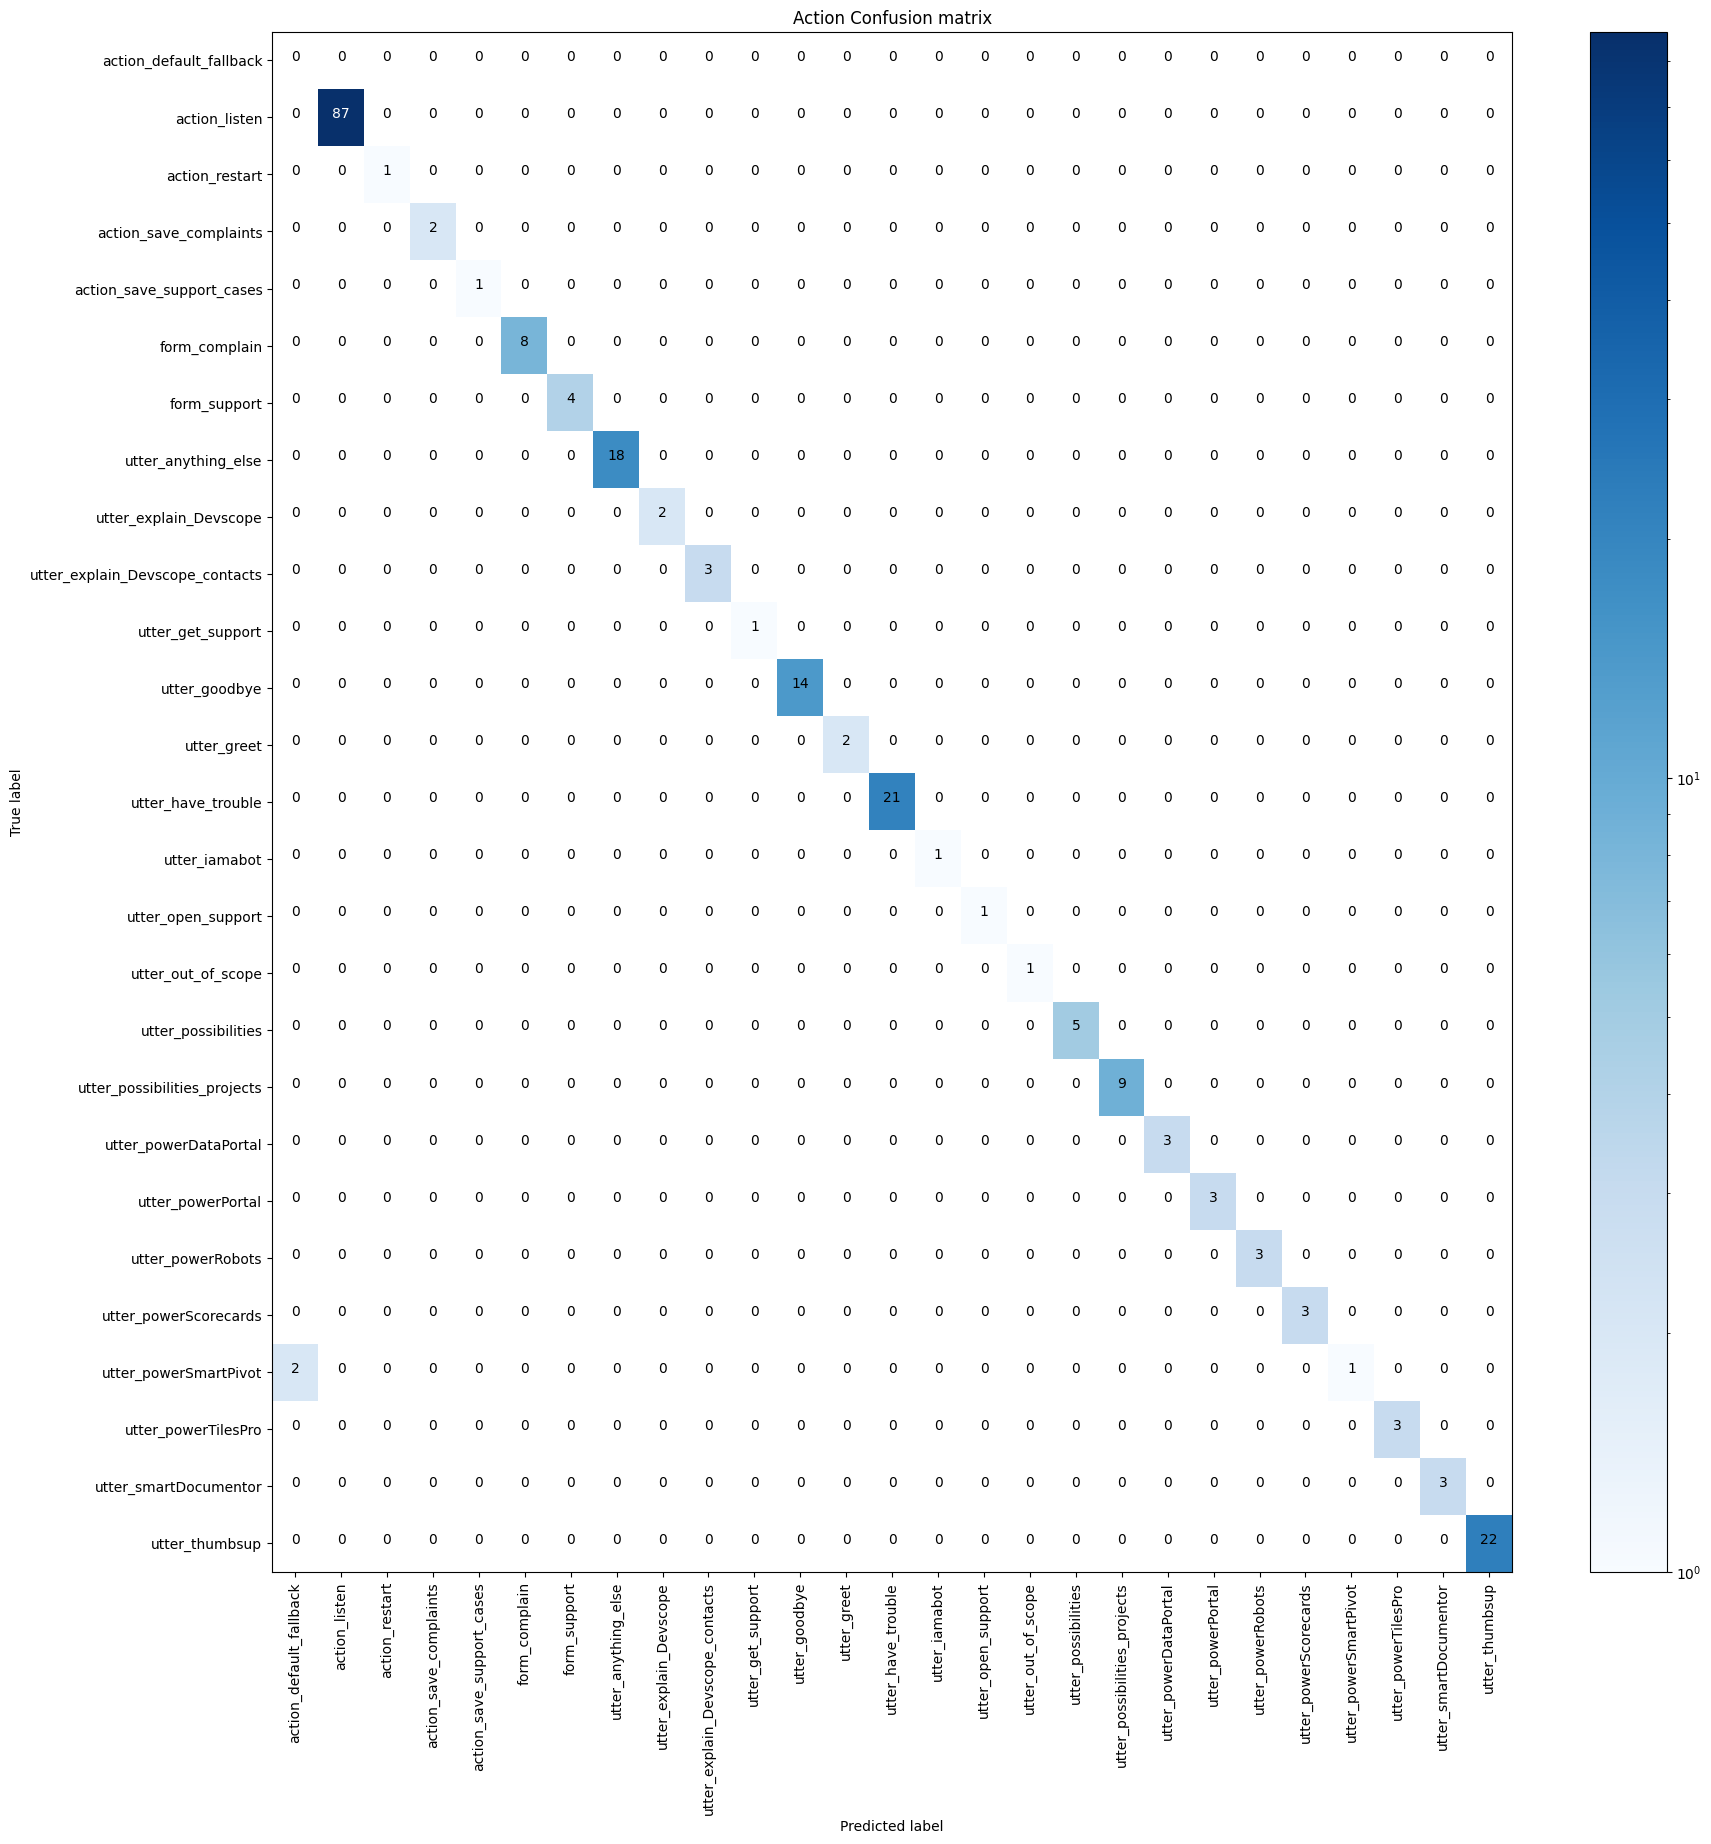 Action Confusion matrix
True label
action_default_fallback 0 0 0 0 0 0 0 0 0 0 0 0 0 0 0 0 0 0 0 0 0 0 0 0 0 0 0
action_listen 0 87 0 0 0 0 0 0 0 0 0 0 0 0 0 0 0 0 0 0 0 0 0 0 0 0 0
action_restart 0 0 1 0 0 0 0 0 0 0 0 0 0 0 0 0 0 0 0 0 0 0 0 0 0 0 0
action_save_complaints 0 0 0 2 0 0 0 0 0 0 0 0 0 0 0 0 0 0 0 0 0 0 0 0 0 0 0
action_save_support_cases 0 0 0 0 1 0 0 0 0 0 0 0 0 0 0 0 0 0 0 0 0 0 0 0 0 0 0
form_complain 0 0 0 0 0 8 0 0 0 0 0 0 0 0 0 0 0 0 0 0 0 0 0 0 0 0 0
form_support 0 0 0 0 0 0 4 0 0 0 0 0 0 0 0 0 0 0 0 0 0 0 0 0 0 0 0
utter_anything_else 0 0 0 0 0 0 0 18 0 0 0 0 0 0 0 0 0 0 0 0 0 0 0 0 0 0 0
utter_explain_Devscope 0 0 0 0 0 0 0 0 2 0 0 0 0 0 0 0 0 0 0 0 0 0 0 0 0 0 0
utter_explain_Devscope_contacts 0 0 0 0 0 0 0 0 0 3 0 0 0 0 0 0 0 0 0 0 0 0 0 0 0 0 0
utter_get_support 0 0 0 0 0 0 0 0 0 0 1 0 0 0 0 0 0 0 0 0 0 0 0 0 0 0 0
utter_goodbye 0 0 0 0 0 0 0 0 0 0 0 14 0 0 0 0 0 0 0 0 0 0 0 0 0 0 0
utter_greet 0 0 0 0 0 0 0 0 0 0 0 0 2 0 0 0 0 0 0 0 0 0 0 0 0 0 0
utter_have_trouble 0 0 0 0 0 0 0 0 0 0 0 0 0 21 0 0 0 0 0 0 0 0 0 0 0 0 0
utter_iamabot 0 0 0 0 0 0 0 0 0 0 0 0 0 0 1 0 0 0 0 0 0 0 0 0 0 0 0
utter_open_support 0 0 0 0 0 0 0 0 0 0 0 0 0 0 0 1 0 0 0 0 0 0 0 0 0 0 0
utter_out_of_scope 0 0 0 0 0 0 0 0 0 0 0 0 0 0 0 0 1 0 0 0 0 0 0 0 0 0 0
utter_possibilities 0 0 0 0 0 0 0 0 0 0 0 0 0 0 0 0 0 5 0 0 0 0 0 0 0 0 0
utter_possibilities_projects 0 0 0 0 0 0 0 0 0 0 0 0 0 0 0 0 0 0 9 0 0 0 0 0 0 0 0
utter_powerDataPortal 0 0 0 0 0 0 0 0 0 0 0 0 0 0 0 0 0 0 0 3 0 0 0 0 0 0 0
utter_powerPortal 0 0 0 0 0 0 0 0 0 0 0 0 0 0 0 0 0 0 0 0 3 0 0 0 0 0 0
utter_powerRobots 0 0 0 0 0 0 0 0 0 0 0 0 0 0 0 0 0 0 0 0 0 3 0 0 0 0 0
utter_powerScorecards 0 0 0 0 0 0 0 0 0 0 0 0 0 0 0 0 0 0 0 0 0 0 3 0 0 0 0
utter_powerSmartPivot 2 0 0 0 0 0 0 0 0 0 0 0 0 0 0 0 0 0 0 0 0 0 0 1 0 0 0
utter_powerTilesPro 0 0 0 0 0 0 0 0 0 0 0 0 0 0 0 0 0 0 0 0 0 0 0 0 3 0 0
utter_smartDocumentor 0 0 0 0 0 0 0 0 0 0 0 0 0 0 0 0 0 0 0 0 0 0 0 0 0 3 0
utter_thumbsup 0 0 0 0 0 0 0 0 0 0 0 0 0 0 0 0 0 0 0 0 0 0 0 0 0 0 22
action_default_fallback
action_listen
action_restart
action_save_complaints
action_save_support_cases
form_complain
form_support
utter_anything_else
utter_explain_Devscope
utter_explain_Devscope_contacts
utter_get_support
utter_goodbye
utter_greet
utter_have_trouble
utter_iamabot
utter_open_support
utter_out_of_scope
utter_possibilities
utter_possibilities_projects
utter_powerDataPortal
utter_powerPortal
utter_powerRobots
utter_powerScorecards
utter_powerSmartPivot
utter_powerTilesPro
utter_smartDocumentor
utter_thumbsup
Predicted label
10¹
10⁰